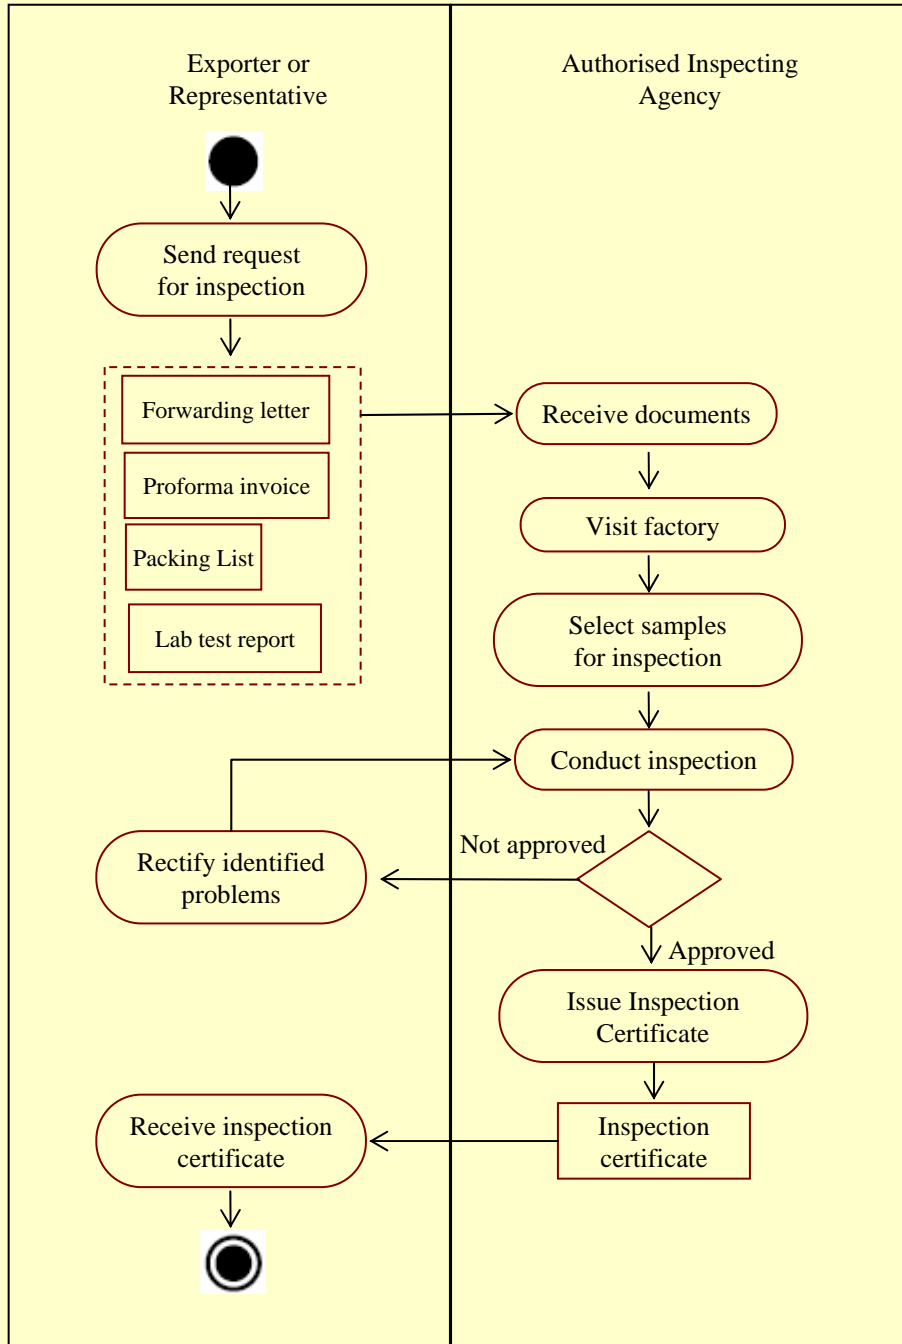 Exporter or
Representative
Authorised Inspecting
Agency
Send request
for inspection
Forwarding letter
Proforma invoice
Packing List
Lab test report
Receive documents
Visit factory
Select samples
for inspection
Conduct inspection
Not approved
Rectify identified
problems
Approved
Issue Inspection
Certificate
Inspection
certificate
Receive inspection
certificate